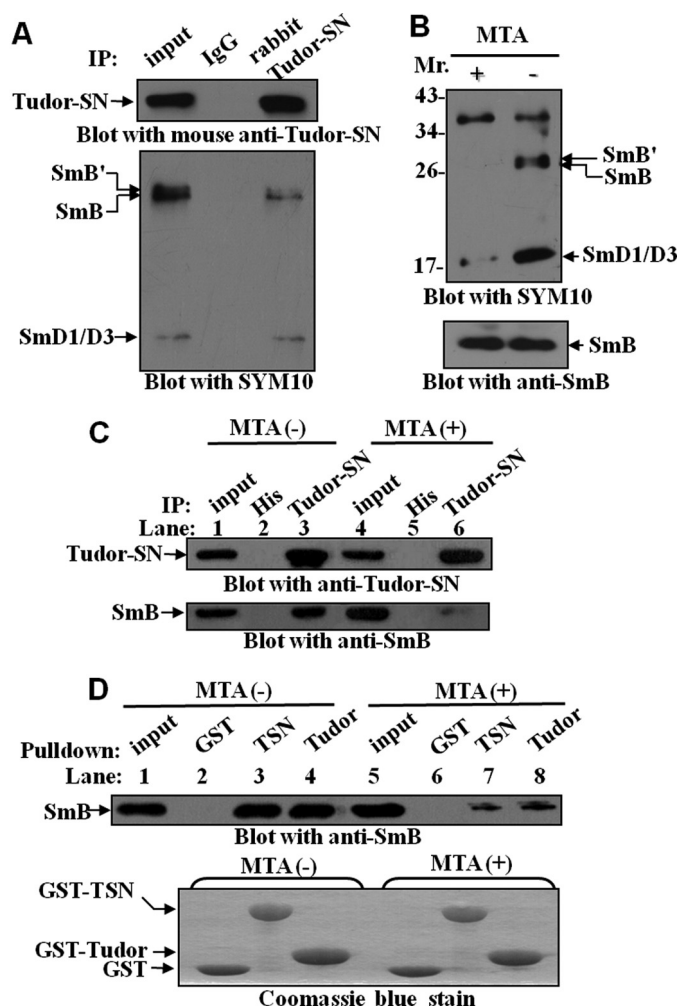 A
IP: input IgG rabbit Tudor-SN
Tudor-SN
Blot with mouse anti-Tudor-SN
SmB'
SmB
SmD1/D3
Blot with SYM10
B
MTA
Mr. + -
43-
34-
26-
17-
SmB'
SmB
SmD1/D3
Blot with SYM10
SmB
Blot with anti-SmB
C
MTA (-) MTA (+)
IP: input His Tudor-SN input His Tudor-SN
Lane: 1 2 3 4 5 6
Tudor-SN
Blot with anti-Tudor-SN
SmB
Blot with anti-SmB
D
MTA (-) MTA (+)
Pulldown: input GST TSN Tudor input GST TSN Tudor
Lane: 1 2 3 4 5 6 7 8
SmB
Blot with anti-SmB
MTA (-) MTA (+)
GST-TSN
GST-Tudor
GST
Coomassie blue stain